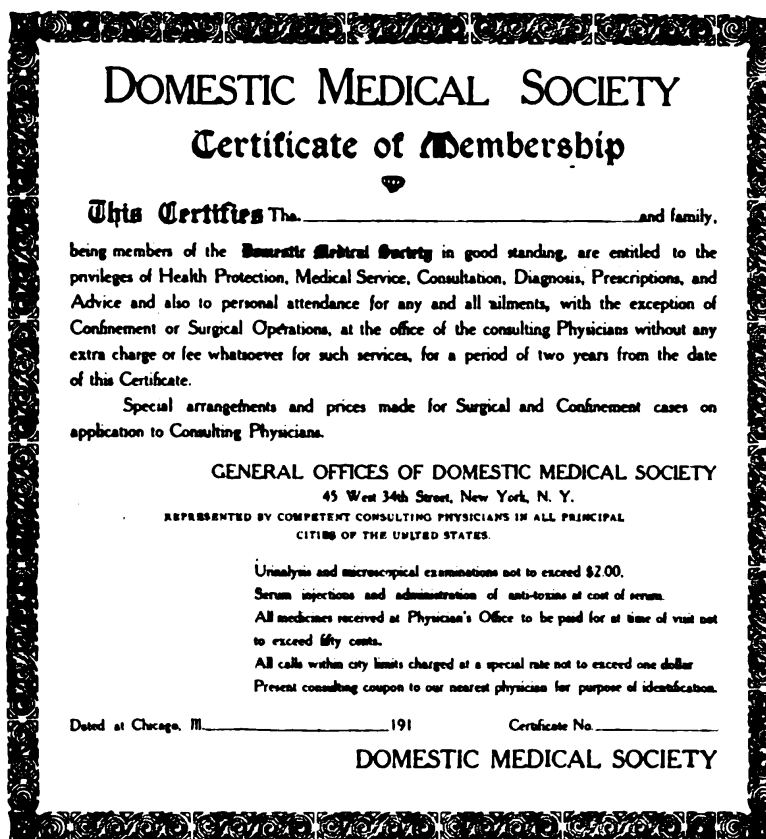 DOMESTIC MEDICAL SOCIETY
Certificate of Membership
This Certifies Tha. and family,
being members of the Domestic Medical Society in good standing, are entitled to the
privileges of Health Protection, Medical Service, Consultation, Diagnosis, Prescriptions, and
Advice and also to personal attendance for any and all ailments, with the exception of
Confinement or Surgical Operations, at the office of the consulting Physicians without any
extra charge or fee whatsoever for such services, for a period of two years from the date
of this Certificate.
Special arrangements and prices made for Surgical and Confinement cases on
application to Consulting Physicians.
GENERAL OFFICES OF DOMESTIC MEDICAL SOCIETY
45 West 34th Street, New York, N. Y.
REPRESENTED BY COMPETENT CONSULTING PHYSICIANS IN ALL PRINCIPAL
CITIES OF THE UNITED STATES.
Urinalysis and microscopical examinations not to exceed $2.00.
Serum injections and administration of anti-toxins at cost of serum.
All medicines received at Physician's Office to be paid for at time of visit not
to exceed fifty cents.
All calls within city limits charged at a special rate not to exceed one dollar
Present consulting coupon to our nearest physician for purpose of identification.
Dated at Chicago, Ill. 191 Certificate No.
DOMESTIC MEDICAL SOCIETY